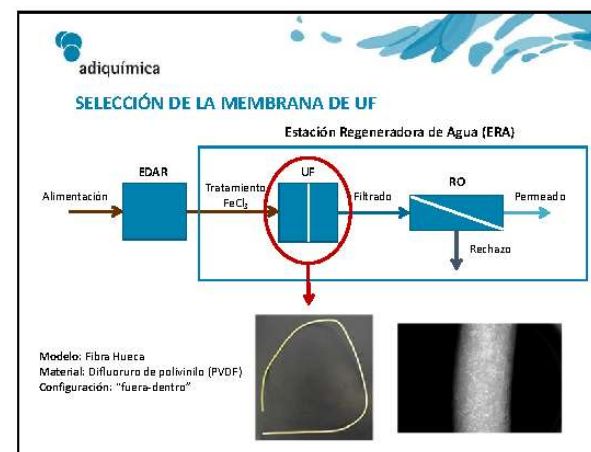 adiquímica
SELECCIÓN DE LA MEMBRANA DE UF
Estación Regeneradora de Agua (ERA)
EDAR
UF
RO
Alimentación
Tratamiento
FeCl₃
Filtrado
Permeado
Rechazo
Modelo: Fibra Hueca
Material: Difluoruro de polivinilo (PVDF)
Configuración: "fuera-dentro"